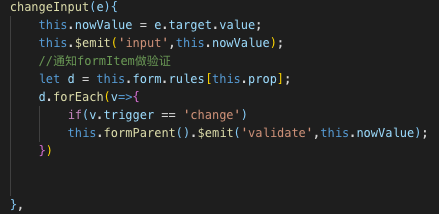 changeInput(e){
this.nowValue = e.target.value;
this.$emit('input',this.nowValue);
//通知formItem做验证
let d = this.form.rules[this.prop];
d.forEach(v=>{
if(v.trigger == 'change')
this.formParent().$emit('validate',this.nowValue);
})
},